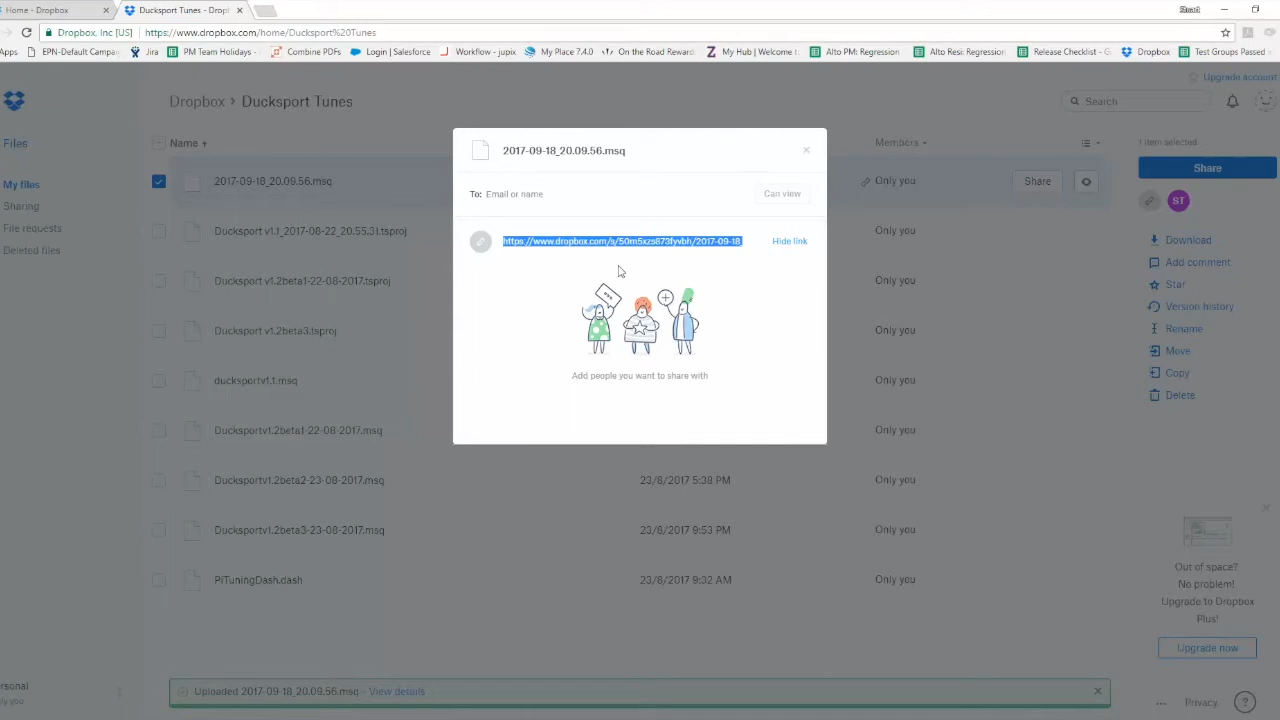 Home - Dropbox
Ducksport Tunes - Dropl
Dropbox, Inc [US] https://www.dropbox.com/home/Ducksport%20Tunes
Apps EPN-Default Campa Jira PM Team Holidays - Combine PDFs Login | Salesforce Workflow - jupix My Place 7.4.0 On the Road Reward: My Hub | Welcome t Alto PM: Regression Alto Resi: Regression Release Checklist - G Dropbox Test Groups Passed
Upgrade account
Dropbox › Ducksport Tunes
Search
Files
My files
Sharing
File requests
Deleted files
Name
Members
1 item selected
2017-09-18_20.09.56.msq
Only you
Share
Share
ST
Ducksport v1.1_2017-08-22_20.55.31.tsproj
Only you
Ducksport v1.2beta1-22-08-2017.tsproj
Only you
Ducksport v1.2beta3.tsproj
Only you
ducksportv1.1.msq
Only you
Ducksportv1.2beta1-22-08-2017.msq
Only you
Ducksportv1.2beta2-23-08-2017.msq
23/8/2017 5:38 PM
Only you
Ducksportv1.2beta3-23-08-2017.msq
23/8/2017 9:53 PM
Only you
PiTuningDash.dash
23/8/2017 9:32 AM
Only you
2017-09-18_20.09.56.msq
To: Email or name
Can view
https://www.dropbox.com/s/50m5xzs873fyvbh/2017-09-18_
Hide link
Add people you want to share with
Download
Add comment
Star
Version history
Rename
Move
Copy
Delete
Out of space?
No problem!
Upgrade to Dropbox
Plus!
Upgrade now
Uploaded 2017-09-18_20.09.56.msq - View details
ersonal
ly you
Privacy